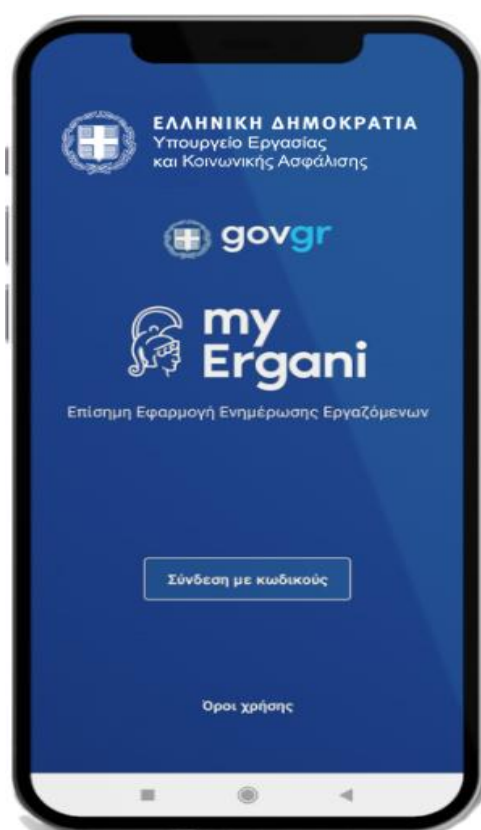 ΕΛΛΗΝΙΚΗ ΔΗΜΟΚΡΑΤΙΑ
Υπουργείο Εργασίας
και Κοινωνικής Ασφάλισης
govgr
my
Ergani
Επίσημη Εφαρμογή Ενημέρωσης Εργαζόμενων
Σύνδεση με κωδικούς
Όροι χρήσης